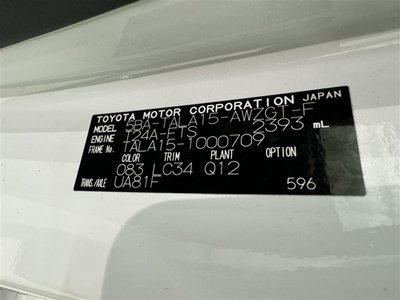 TOYOTA MOTOR CORPORATION JAPAN
MODEL 5BA-TALA15-AWZGT-F
ENGINE T24A-FTS 2393 mL
FRAME No. TALA15-1000709
COLOR TRIM PLANT OPTION
083 LC34 Q12
TRANS./AXLE UA81F 596